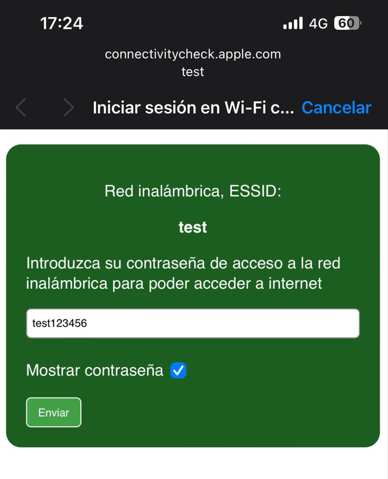 17:24
4G
60
connectivitycheck.apple.com
test
Iniciar sesión en Wi-Fi c...
Cancelar
Red inalámbrica, ESSID:
test
Introduzca su contraseña de acceso a la red
inalámbrica para poder acceder a internet
test123456
Mostrar contraseña
Enviar